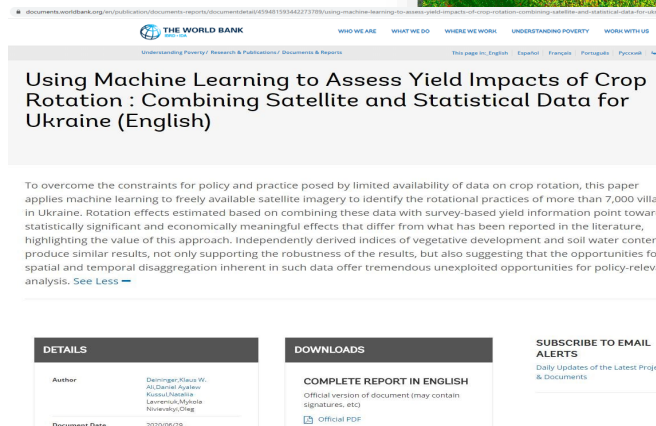 documents.worldbank.org/en/publication/documents-reports/documentdetail/459481593442273789/using-machine-learning-to-assess-yield-impacts-of-crop-rotation-combining-satellite-and-statistical-data-for-ukr
THE WORLD BANK
IBRD • IDA
WHO WE ARE WHAT WE DO WHERE WE WORK UNDERSTANDING POVERTY WORK WITH US
Understanding Poverty / Research & Publications / Documents & Reports
This page in: English Español Français Português Русский
Using Machine Learning to Assess Yield Impacts of Crop
Rotation : Combining Satellite and Statistical Data for
Ukraine (English)
To overcome the constraints for policy and practice posed by limited availability of data on crop rotation, this paper
applies machine learning to freely available satellite imagery to identify the rotational practices of more than 7,000 villa
in Ukraine. Rotation effects estimated based on combining these data with survey-based yield information point towar
statistically significant and economically meaningful effects that differ from what has been reported in the literature,
highlighting the value of this approach. Independently derived indices of vegetative development and soil water conten
produce similar results, not only supporting the robustness of the results, but also suggesting that the opportunities fo
spatial and temporal disaggregation inherent in such data offer tremendous unexploited opportunities for policy-relev
analysis. See Less
DETAILS
Author
Deininger,Klaus W.
Ali,Daniel Ayalew
Kussul,Nataliia
Lavreniuk,Mykola
Nivievskyi,Oleg
Document Date
2020/06/29
DOWNLOADS
COMPLETE REPORT IN ENGLISH
Official version of document (may contain
signatures, etc)
Official PDF
SUBSCRIBE TO EMAIL
ALERTS
Daily Updates of the Latest Proje
& Documents